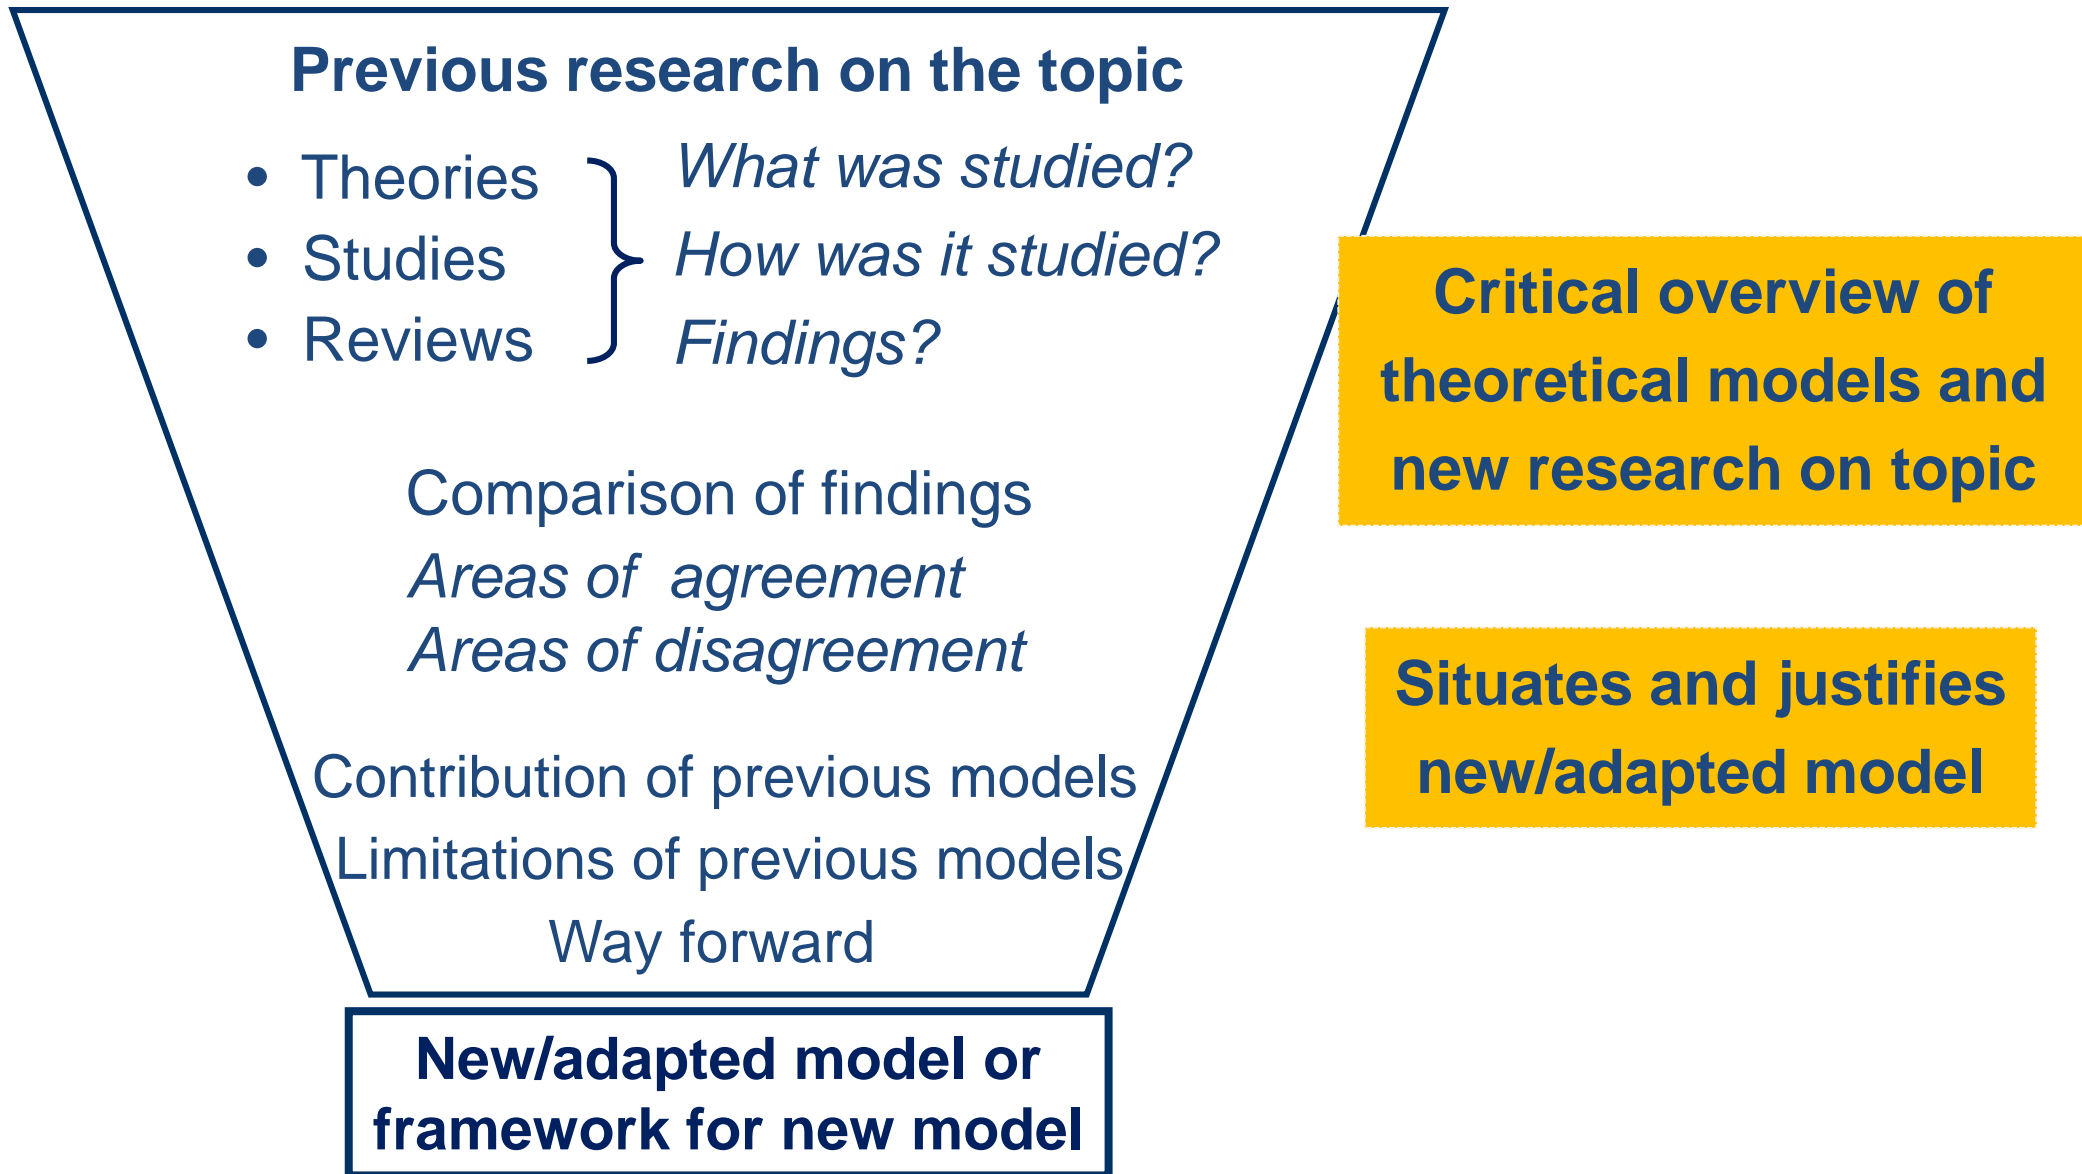 Previous research on the topic
• Theories
• Studies
• Reviews
What was studied?
How was it studied?
Findings?
Comparison of findings
Areas of agreement
Areas of disagreement
Contribution of previous models
Limitations of previous models
Way forward
New/adapted model or
framework for new model
Critical overview of
theoretical models and
new research on topic
Situates and justifies
new/adapted model